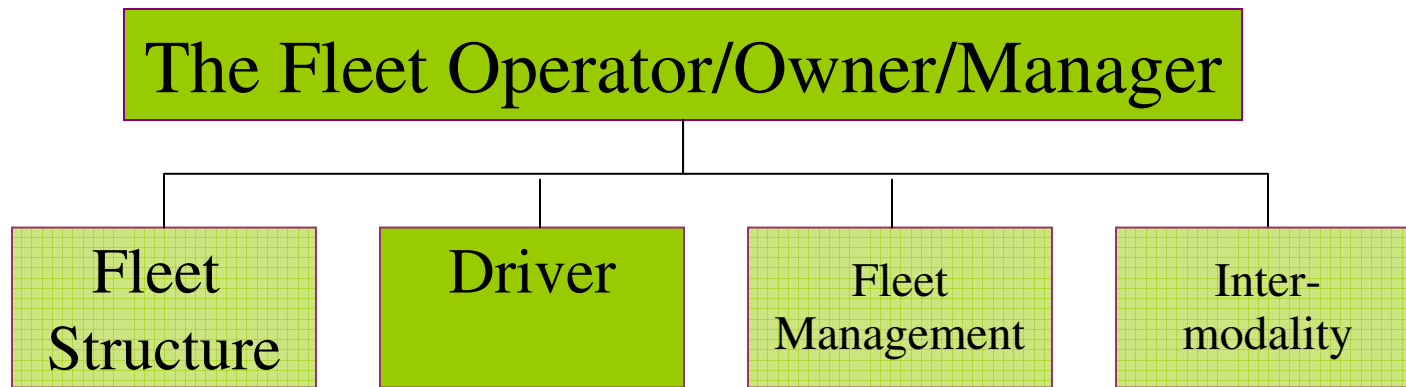 The Fleet Operator/Owner/Manager
Fleet
Structure
Driver
Fleet
Management
Inter-
modality